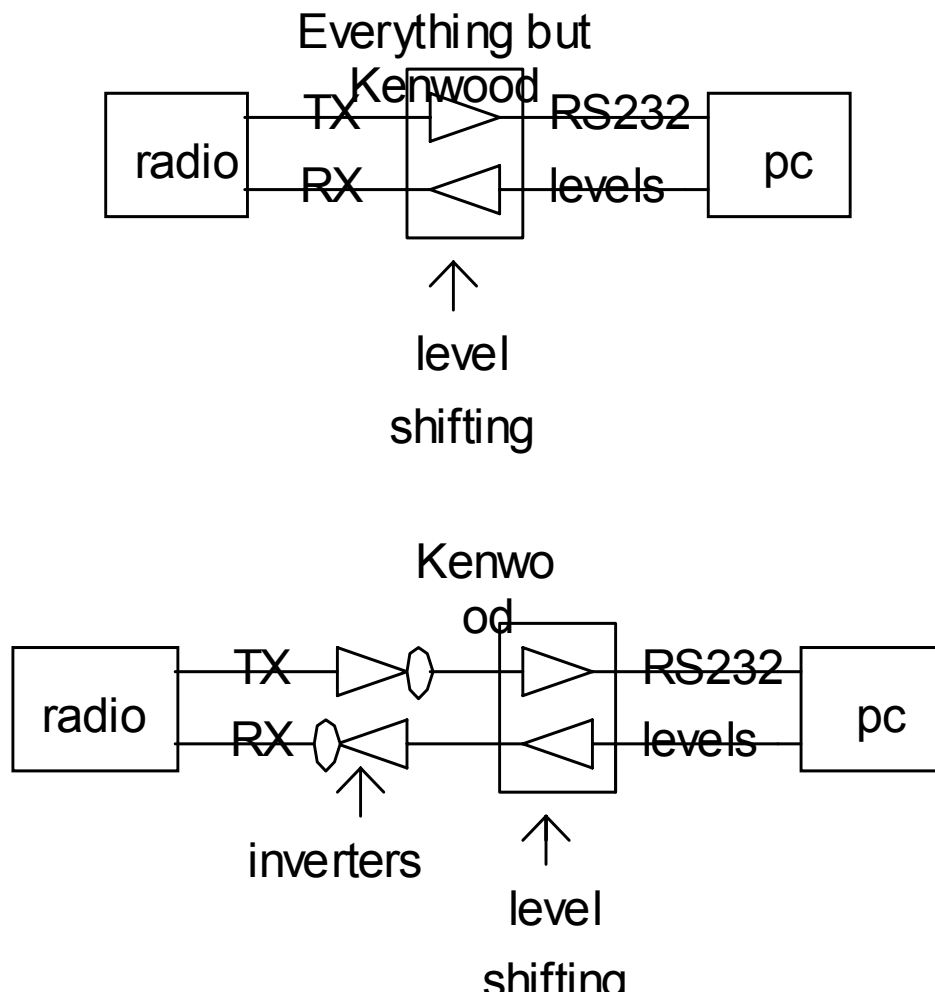 Everything but
Kenwood
TX
RS232
radio
pc
RX
levels
level
shifting
Kenwo
od
TX
RS232
radio
pc
RX
levels
inverters
level
shifting